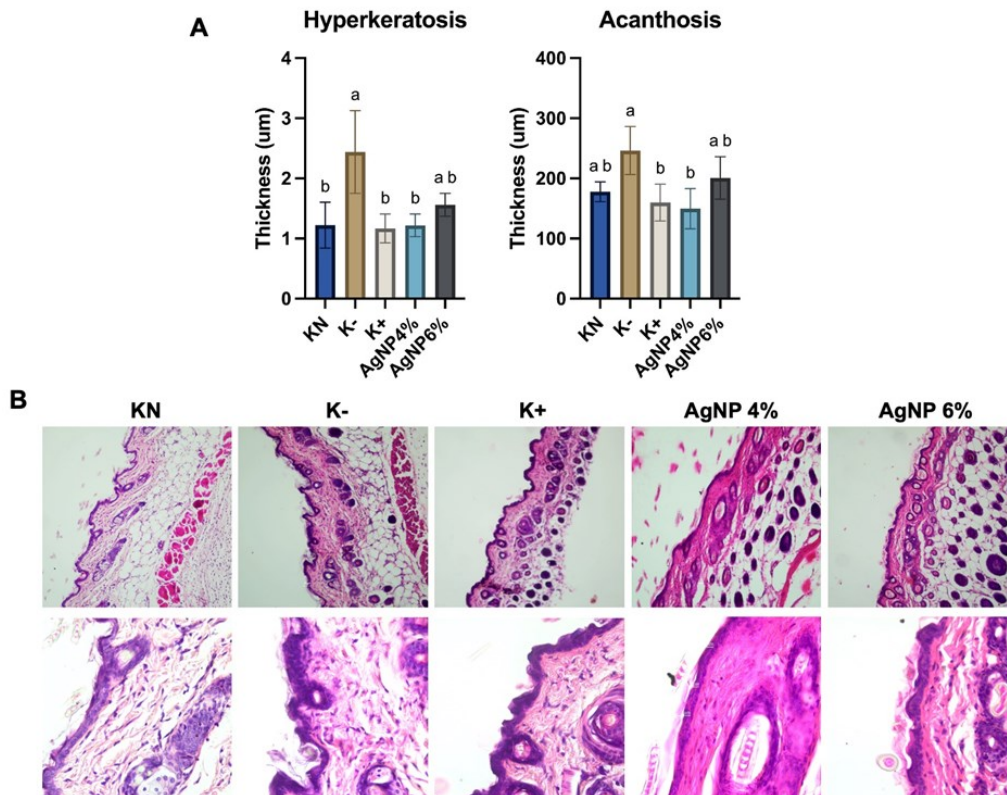 A
Hyperkeratosis
Thickness (um)
4
3
2
1
0
b
a
b
b
a b
KN
K-
K+
AgNP4%
AgNP6%
Acanthosis
Thickness (um)
400
300
200
100
0
a b
a
b
b
a b
KN
K-
K+
AgNP4%
AgNP6%
B
KN
K-
K+
AgNP 4%
AgNP 6%